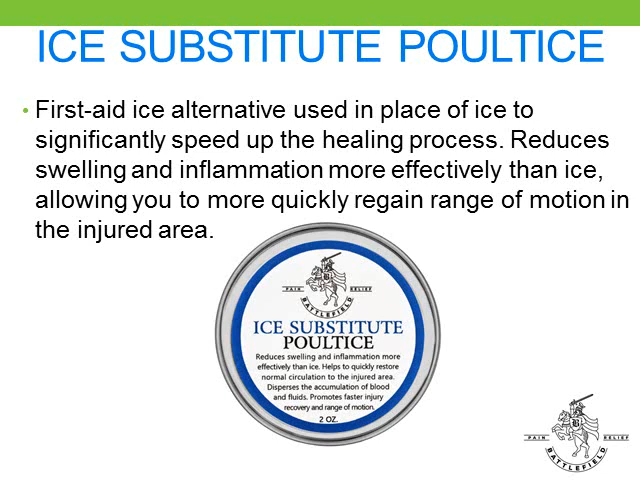 ICE SUBSTITUTE POULTICE
• First-aid ice alternative used in place of ice to
significantly speed up the healing process. Reduces
swelling and inflammation more effectively than ice,
allowing you to more quickly regain range of motion in
the injured area.
PAIN RELIEF
BATTLEFIELD
ICE SUBSTITUTE
POULTICE
Reduces swelling and inflammation more
effectively than ice. Helps to quickly restore
normal circulation to the injured area.
Disperses the accumulation of blood
and fluids. Promotes faster injury
recovery and range of motion.
2 OZ.
B
PAIN RELIEF
BATTLEFIELD